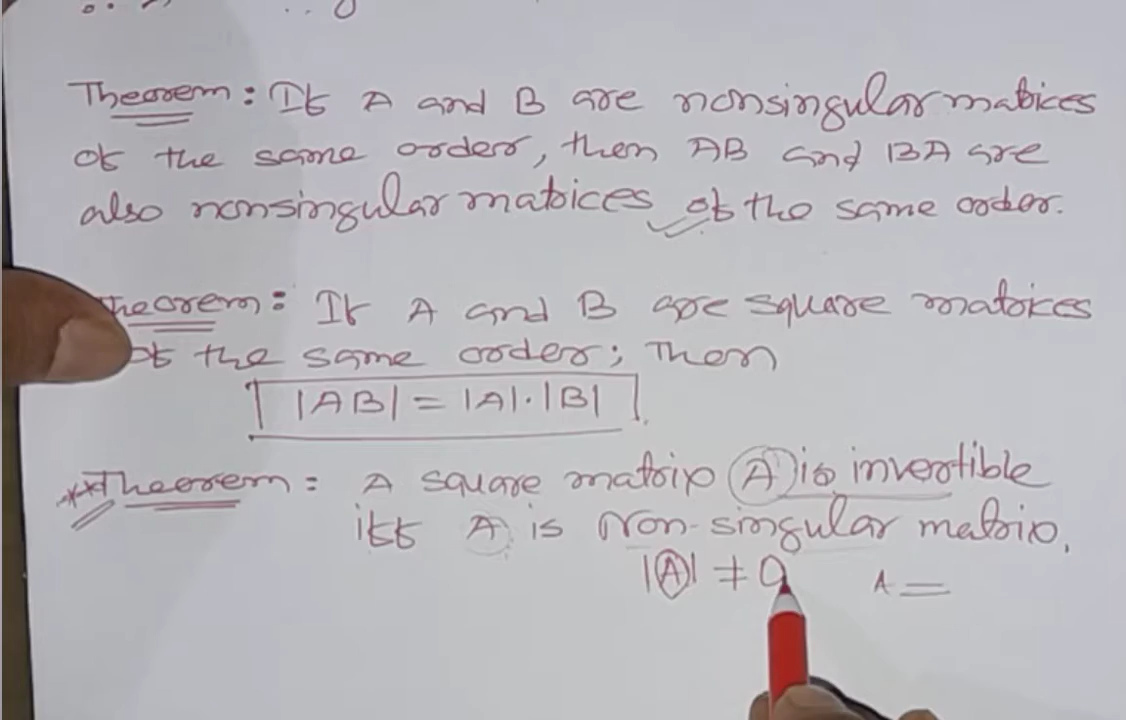 Theorem: If A and B are nonsingular matrices
of the same order, then AB and BA are
also nonsingular matrices of the same order.
Theorem: If A and B are square matrices
of the same order; Then
|AB| = |A|·|B|.
**Theorem: A square matrix A is invertible
iff A is Non-singular matrix.
|A| ≠ 0 A =